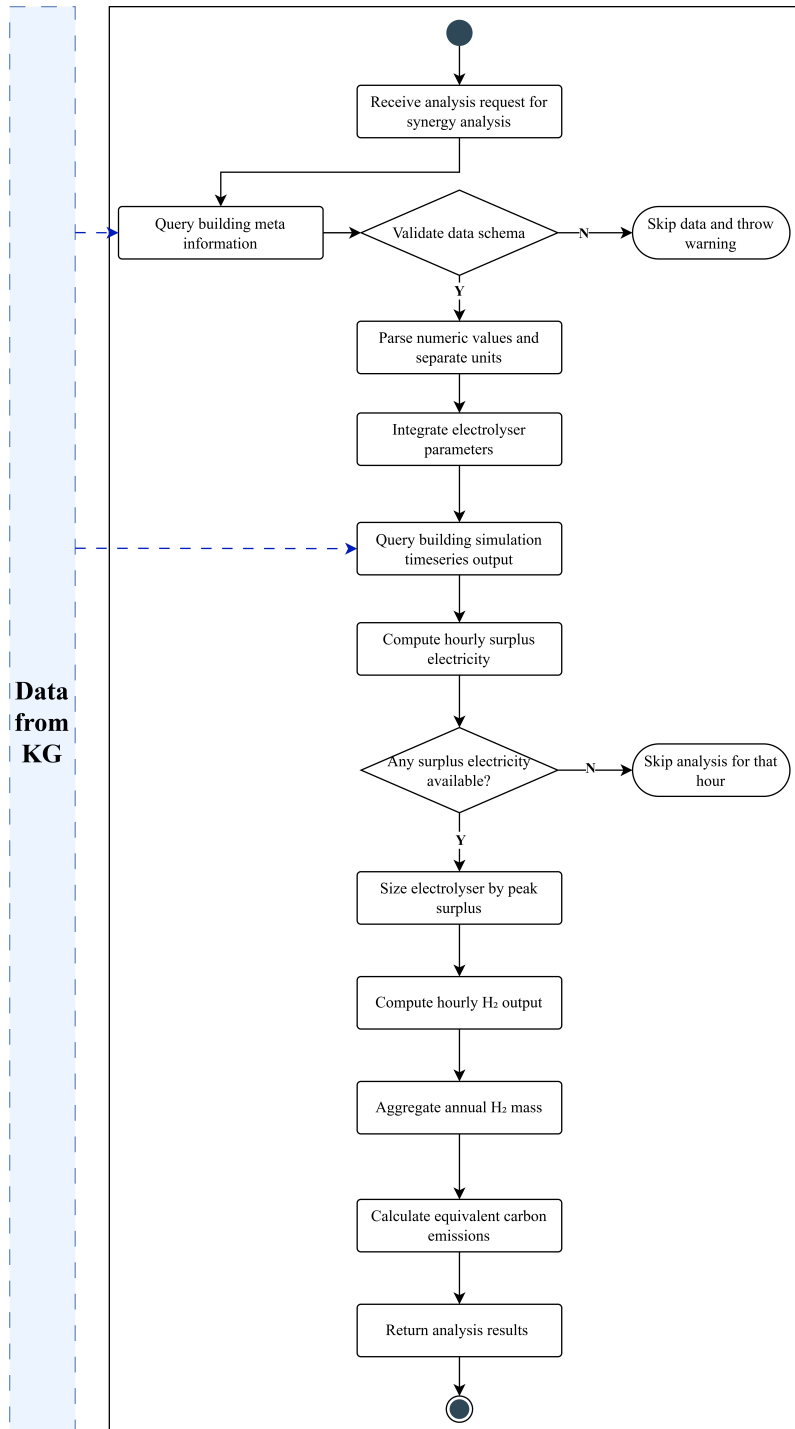 Receive analysis request for
synergy analysis
Query building meta
information
Validate data schema
N
Skip data and throw
warning
Y
Parse numeric values and
separate units
Integrate electrolyser
parameters
Query building simulation
timeseries output
Compute hourly surplus
electricity
Data
from
KG
Any surplus electricity
available?
N
Skip analysis for that
hour
Y
Size electrolyser by peak
surplus
Compute hourly H₂ output
Aggregate annual H₂ mass
Calculate equivalent carbon
emissions
Return analysis results